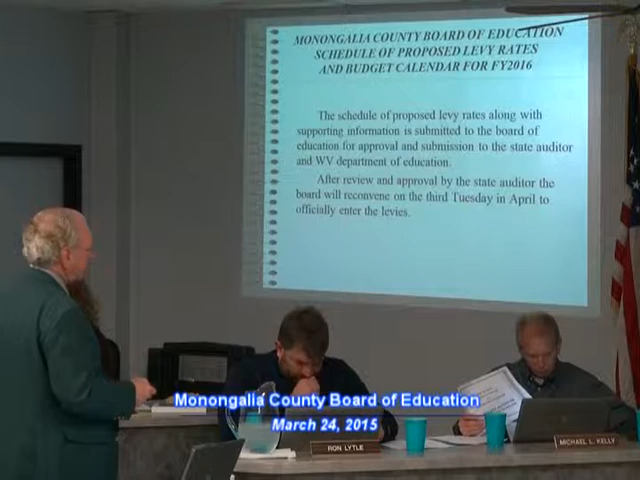 MONONGALIA COUNTY BOARD OF EDUCATION
SCHEDULE OF PROPOSED LEVY RATES
AND BUDGET CALENDAR FOR FY2016
The schedule of proposed levy rates along with
supporting information is submitted to the board of
education for approval and submission to the state auditor
and WV department of education.
After review and approval by the state auditor the
board will reconvene on the third Tuesday in April to
officially enter the levies.
Monongalia County Board of Education
March 24, 2015
RON LYTLE
MICHAEL L. KELLY